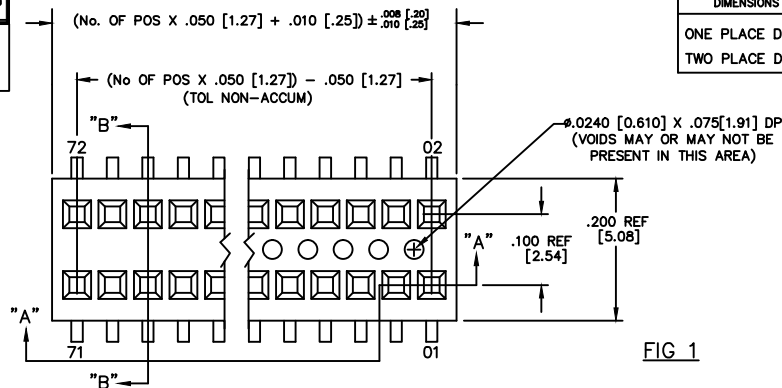 (No. OF POS X .050 [1.27] + .010 [.25]) ± .008 [.20] .010 [.25]
DIMENSIONS
ONE PLACE D
TWO PLACE D
(No OF POS X .050 [1.27]) – .050 [1.27]
(TOL NON–ACCUM)
"B"
72
02
ø.0240 [0.610] X .075[1.91] DP
(VOIDS MAY OR MAY NOT BE
PRESENT IN THIS AREA)
"A"
.100 REF
[2.54]
.200 REF
[5.08]
"A"
71
01
"B"
FIG 1